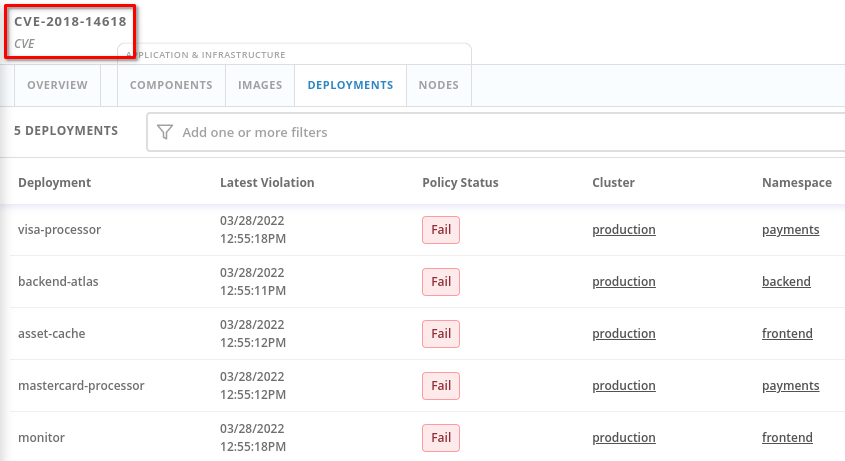 CVE-2018-14618
CVE
APPLICATION & INFRASTRUCTURE
OVERVIEW COMPONENTS IMAGES DEPLOYMENTS NODES
5 DEPLOYMENTS Add one or more filters
Deployment Latest Violation Policy Status Cluster Namespace
visa-processor 03/28/2022 12:55:18PM Fail production payments
backend-atlas 03/28/2022 12:55:11PM Fail production backend
asset-cache 03/28/2022 12:55:12PM Fail production frontend
mastercard-processor 03/28/2022 12:55:12PM Fail production payments
monitor 03/28/2022 12:55:18PM Fail production frontend